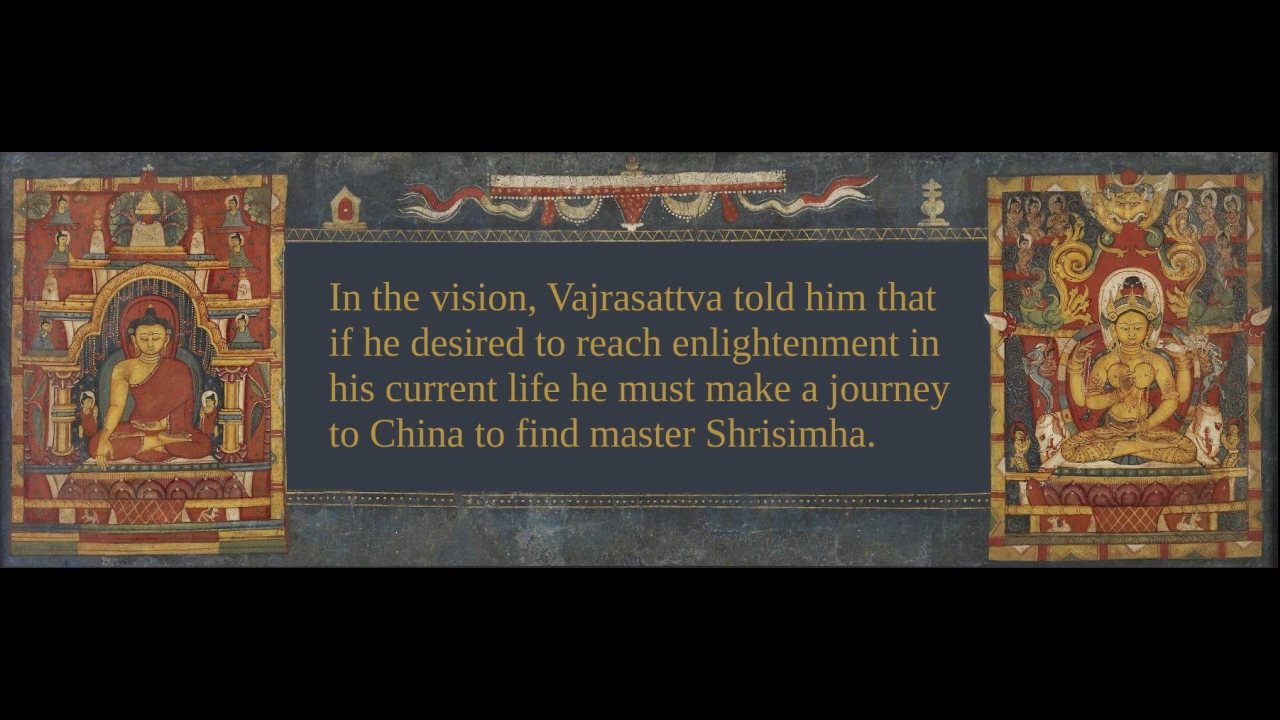 In the vision, Vajrasattva told him that
if he desired to reach enlightenment in
his current life he must make a journey
to China to find master Shrisimha.